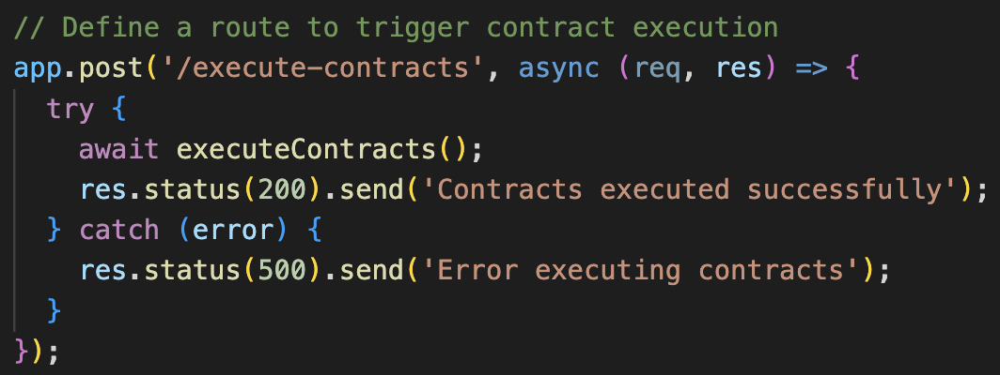 // Define a route to trigger contract execution
app.post('/execute-contracts', async (req, res) => {
  try {
    await executeContracts();
    res.status(200).send('Contracts executed successfully');
  } catch (error) {
    res.status(500).send('Error executing contracts');
  }
});